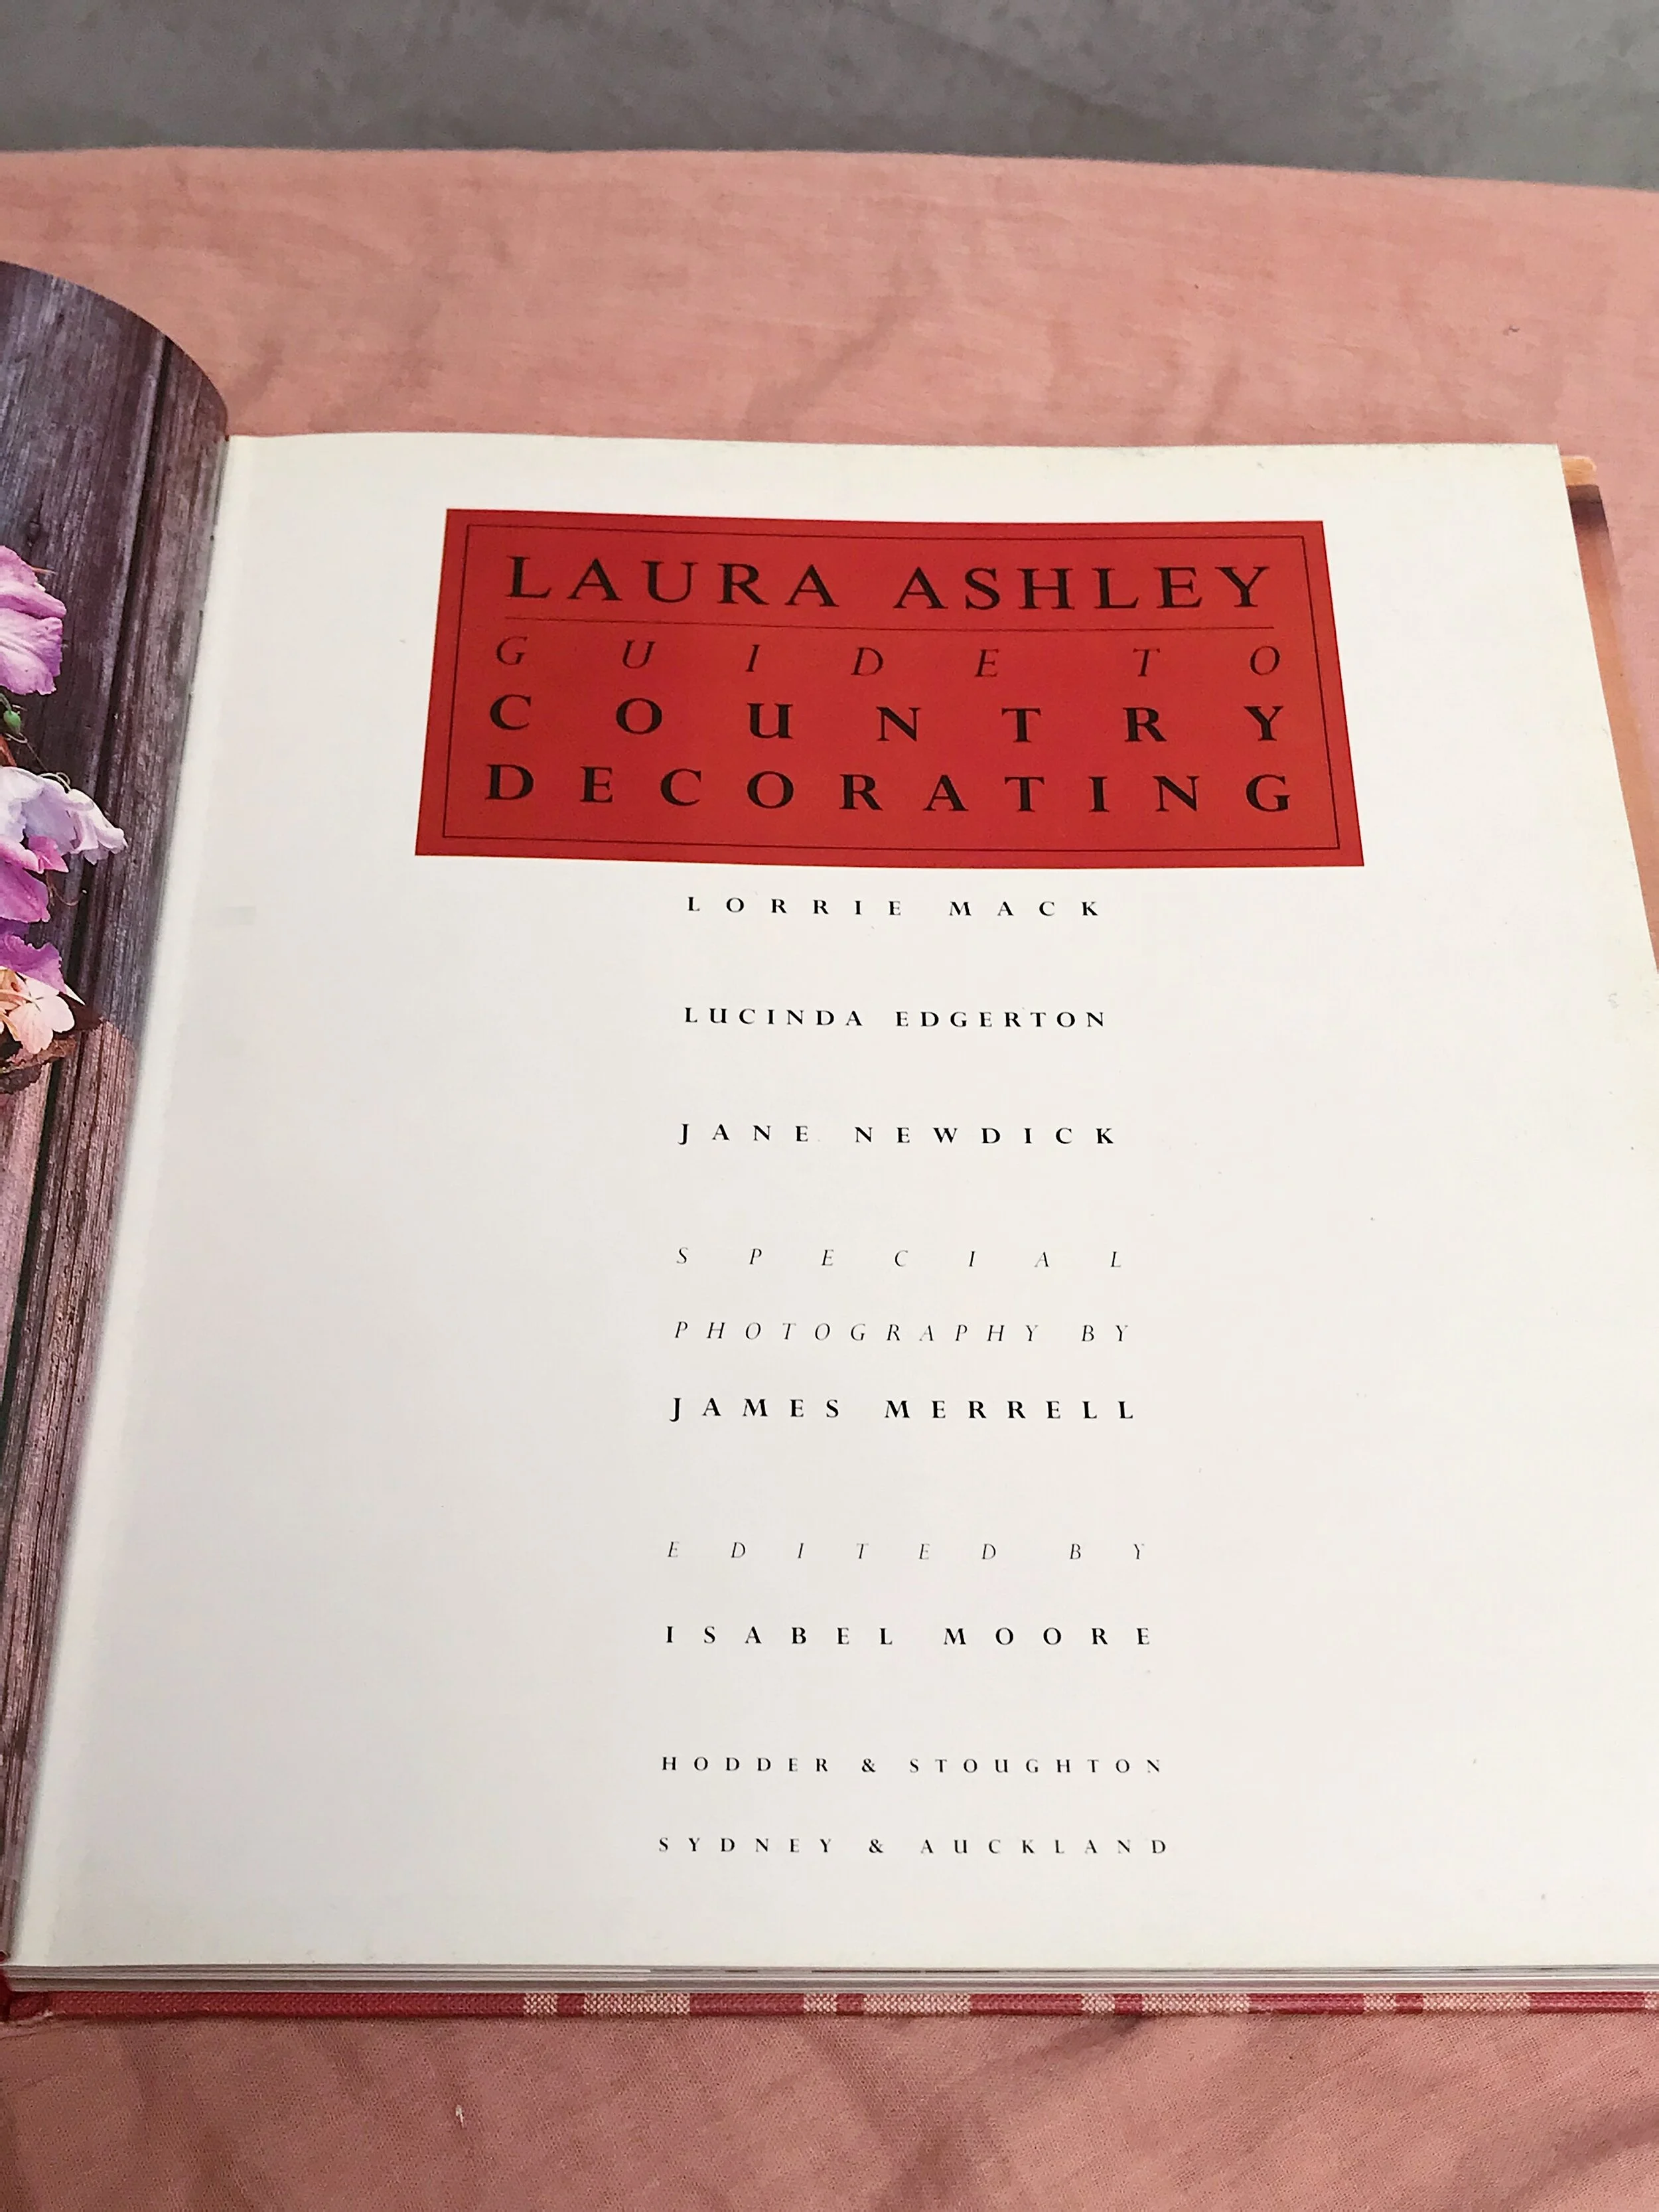 LAURA ASHLEY
GUIDE TO
COUNTRY
DECORATING
LORRIE MACK
LUCINDA EDGERTON
JANE NEWDICK
SPECIAL
PHOTOGRAPHY BY
JAMES MERRELL
EDITED BY
ISABEL MOORE
HODDER & STOUGHTON
SYDNEY & AUCKLAND